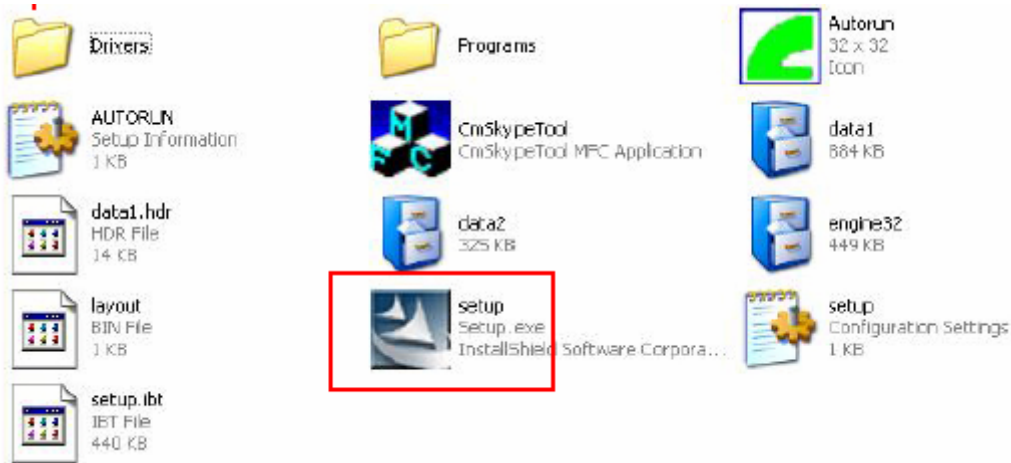 Drivers
Programs
Autorun
32 x 32
Icon
AUTORUN
Setup Information
1 KB
CmSkypeTool
CmSkypeTool MFC Application
data1
884 KB
data1.hdr
HDR File
14 KB
data2
325 KB
engine32
449 KB
layout
BIN File
1 KB
setup
Setup.exe
InstallShield Software Corpora...
setup
Configuration Settings
1 KB
setup.ibt
IBT File
440 KB